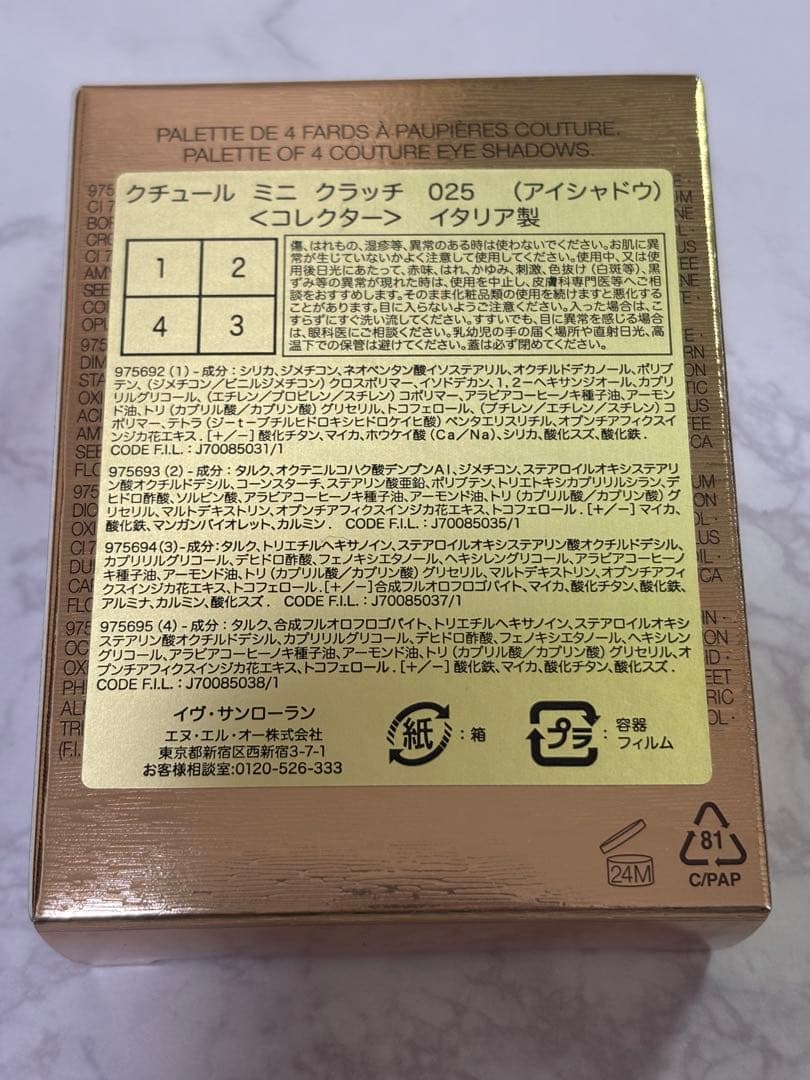 PALETTE DE 4 FARDS À PAUPIÈRES COUTURE.
PALETTE OF 4 COUTURE EYE SHADOWS.
クチュール ミニ クラッチ 025 (アイシャドウ)
<コレクター> イタリア製
1 2
4 3
傷、はれもの、湿疹等、異常のある時は使わないでください。お肌に異
常が生じていないかよく注意して使用してください。使用中、又は使
用後日光にあたって、赤味、はれ、かゆみ、刺激、色抜け(白斑等)、黒
ずみ等の異常が現れた時は、使用を中止し、皮膚科専門医等へご相
談をおすすめします。そのまま化粧品類の使用を続けますと悪化する
ことがあります。目に入らないようご注意ください。入った場合は、こ
すらずにすぐ洗い流してください。すすいでも、目に異常を感じる場合
は、眼科医にご相談ください。乳幼児の手の届く場所や直射日光、高
温下での保管は避けてください。蓋は必ず閉めてください。
975692 (1) -成分:シリカ、ジメチコン、ネオペンタン酸イソステアリル、オクチルドデカノール、ポリブ
テン、(ジメチコン/ビニルジメチコン) クロスポリマー、イソドデカン、1,2-ヘキサンジオール、カプリ
リルグリコール、(エチレン/プロピレン/スチレン) コポリマー、アラビアコーヒーノキ種子油、アーモン
ド油、トリ (カプリル酸/カプリン酸) グリセリル、トコフェロール、(ブチレン/エチレン/スチレン) コ
ポリマー、テトラ (ジーtーブチルヒドロキシヒドロケイヒ酸) ペンタエリスリチル、オプンチアフィクス
インジカ花エキス. [+/-] 酸化チタン、マイカ、ホウケイ酸 (Ca/Na)、シリカ、酸化スズ、酸化鉄.
CODE F.I.L.: J70085031/1
975693 (2) -成分:タルク、オクテニルコハク酸デンプンAl、ジメチコン、ステアロイルオキシステアリ
ン酸オクチルドデシル、コーンスターチ、ステアリン酸亜鉛、ポリブテン、トリエトキシカプリリルシラン、デ
ヒドロ酢酸、ソルビン酸、アラビアコーヒーノキ種子油、アーモンド油、トリ (カプリル酸/カプリン酸) グ
リセリル、マルトデキストリン、オプンチアフィクスインジカ花エキス、トコフェロール. [+/-] マイカ、
酸化鉄、マンガンバイオレット、カルミン. CODE F.I.L.: J70085035/1
975694(3)-成分:タルク、トリエチルヘキサノイン、ステアロイルオキシステアリン酸オクチルドデシル、
カプリリルグリコール、デヒドロ酢酸、フェノキシエタノール、ヘキシレングリコール、アラビアコーヒーノ
キ種子油、アーモンド油、トリ (カプリル酸/カプリン酸) グリセリル、マルトデキストリン、オプンチアフィ
クスインジカ花エキス、トコフェロール. [+/-]合成フルオロフロゴパイト、マイカ、酸化チタン、酸化鉄、
アルミナ、カルミン、酸化スズ. CODE F.I.L.: J70085037/1
975695 (4) -成分:タルク、合成フルオロフロゴパイト、トリエチルヘキサノイン、ステアロイルオキシ
ステアリン酸オクチルドデシル、カプリリルグリコール、デヒドロ酢酸、フェノキシエタノール、ヘキシレン
グリコール、アラビアコーヒーノキ種子油、アーモンド油、トリ (カプリル酸/カプリン酸) グリセリル、オ
プンチアフィクスインジカ花エキス、トコフェロール. [+/-] 酸化鉄、マイカ、酸化チタン、酸化スズ.
CODE F.I.L.: J70085038/1
イヴ・サンローラン
エヌ・エル・オー株式会社
東京都新宿区西新宿3-7-1
お客様相談室:0120-526-333
紙 :箱
プラ :容器
フィルム
24M
81
C/PAP